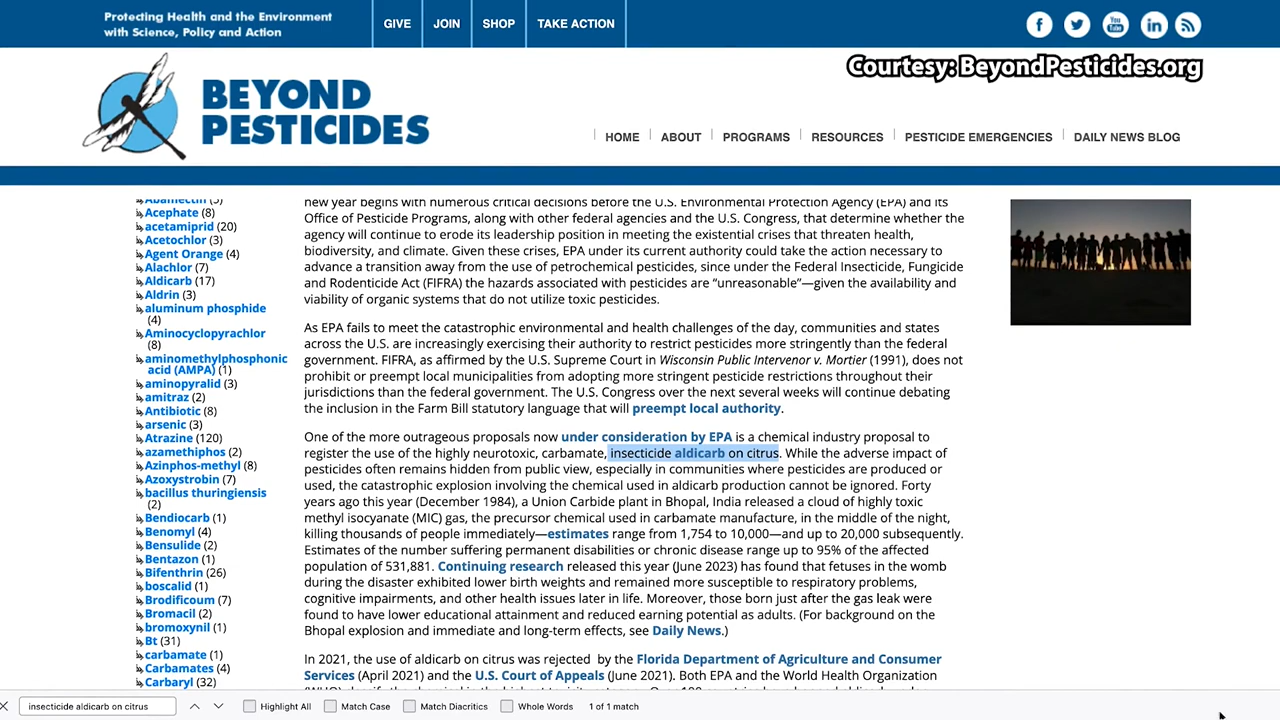 Protecting Health and the Environment
with Science, Policy and Action
GIVE
JOIN
SHOP
TAKE ACTION
Courtesy: BeyondPesticides.org
BEYOND
PESTICIDES
HOME
ABOUT
PROGRAMS
RESOURCES
PESTICIDE EMERGENCIES
DAILY NEWS BLOG
Abamectin (5)
Acephate (8)
acetamiprid (20)
Acetochlor (3)
Agent Orange (4)
Alachlor (7)
Aldicarb (17)
Aldrin (3)
aluminum phosphide
(4)
Aminocyclopyrachlor
(8)
aminomethylphosphonic
acid (AMPA) (1)
aminopyralid (3)
amitraz (2)
Antibiotic (8)
arsenic (3)
Atrazine (120)
azamethiphos (2)
Azinphos-methyl (8)
Azoxystrobin (7)
bacillus thuringiensis
(2)
Bendiocarb (1)
Benomyl (4)
Bensulide (2)
Bentazon (1)
Bifenthrin (26)
boscalid (1)
Brodificoum (7)
Bromacil (2)
bromoxynil (1)
Bt (31)
carbamate (1)
Carbamates (4)
Carbaryl (32)
new year begins with numerous critical decisions before the U.S. Environmental Protection Agency (EPA) and its
Office of Pesticide Programs, along with other federal agencies and the U.S. Congress, that determine whether the
agency will continue to erode its leadership position in meeting the existential crises that threaten health,
biodiversity, and climate. Given these crises, EPA under its current authority could take the action necessary to
advance a transition away from the use of petrochemical pesticides, since under the Federal Insecticide, Fungicide
and Rodenticide Act (FIFRA) the hazards associated with pesticides are “unreasonable”—given the availability and
viability of organic systems that do not utilize toxic pesticides.
As EPA fails to meet the catastrophic environmental and health challenges of the day, communities and states
across the U.S. are increasingly exercising their authority to restrict pesticides more stringently than the federal
government. FIFRA, as affirmed by the U.S. Supreme Court in Wisconsin Public Intervenor v. Mortier (1991), does not
prohibit or preempt local municipalities from adopting more stringent pesticide restrictions throughout their
jurisdictions than the federal government. The U.S. Congress over the next several weeks will continue debating
the inclusion in the Farm Bill statutory language that will preempt local authority.
One of the more outrageous proposals now under consideration by EPA is a chemical industry proposal to
register the use of the highly neurotoxic, carbamate, insecticide aldicarb on citrus. While the adverse impact of
pesticides often remains hidden from public view, especially in communities where pesticides are produced or
used, the catastrophic explosion involving the chemical used in aldicarb production cannot be ignored. Forty
years ago this year (December 1984), a Union Carbide plant in Bhopal, India released a cloud of highly toxic
methyl isocyanate (MIC) gas, the precursor chemical used in carbamate manufacture, in the middle of the night,
killing thousands of people immediately—estimates range from 1,754 to 10,000—and up to 20,000 subsequently.
Estimates of the number suffering permanent disabilities or chronic disease range up to 95% of the affected
population of 531,881. Continuing research released this year (June 2023) has found that fetuses in the womb
during the disaster exhibited lower birth weights and remained more susceptible to respiratory problems,
cognitive impairments, and other health issues later in life. Moreover, those born just after the gas leak were
found to have lower educational attainment and reduced earning potential as adults. (For background on the
Bhopal explosion and immediate and long-term effects, see Daily News.)
In 2021, the use of aldicarb on citrus was rejected by the Florida Department of Agriculture and Consumer
Services (April 2021) and the U.S. Court of Appeals (June 2021). Both EPA and the World Health Organization
insecticide aldicarb on citrus
Highlight All
Match Case
Match Diacritics
Whole Words
1 of 1 match